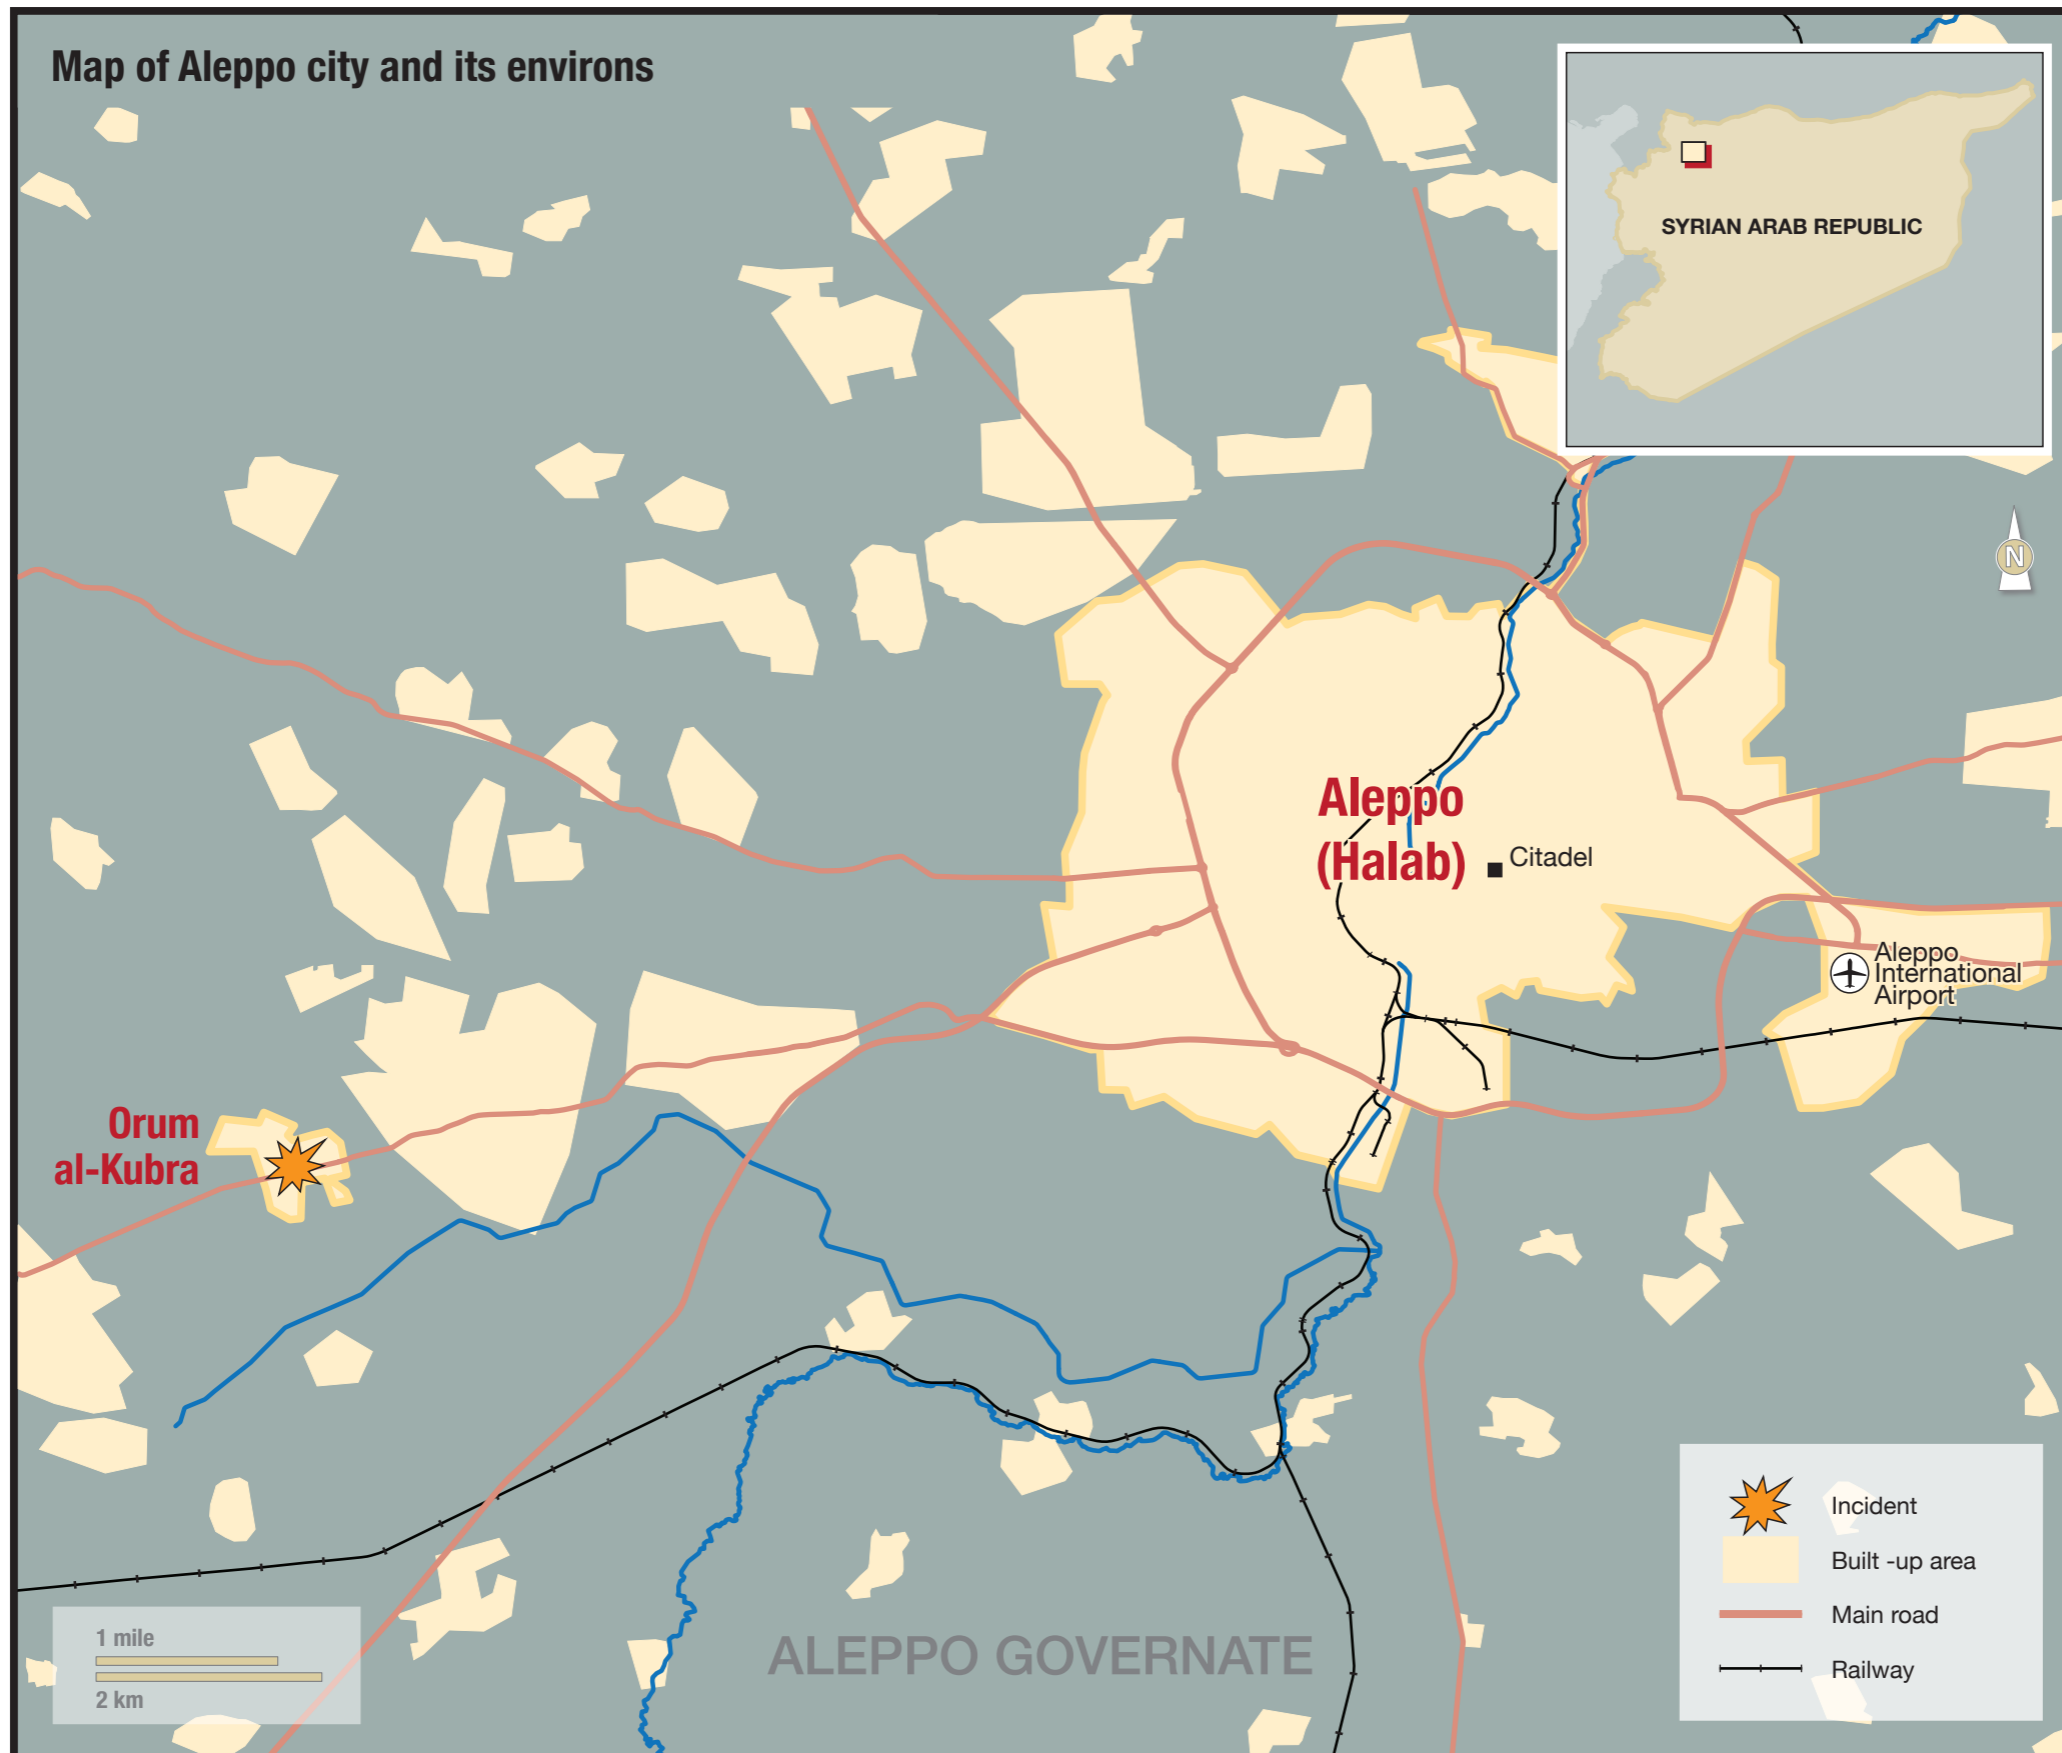 Map of Aleppo city and its environs
SYRIAN ARAB REPUBLIC
N
Aleppo
(Halab)
Citadel
Aleppo
International
Airport
Orum
al-Kubra
ALEPPO GOVERNATE
1 mile
2 km
Incident
Built -up area
Main road
Railway